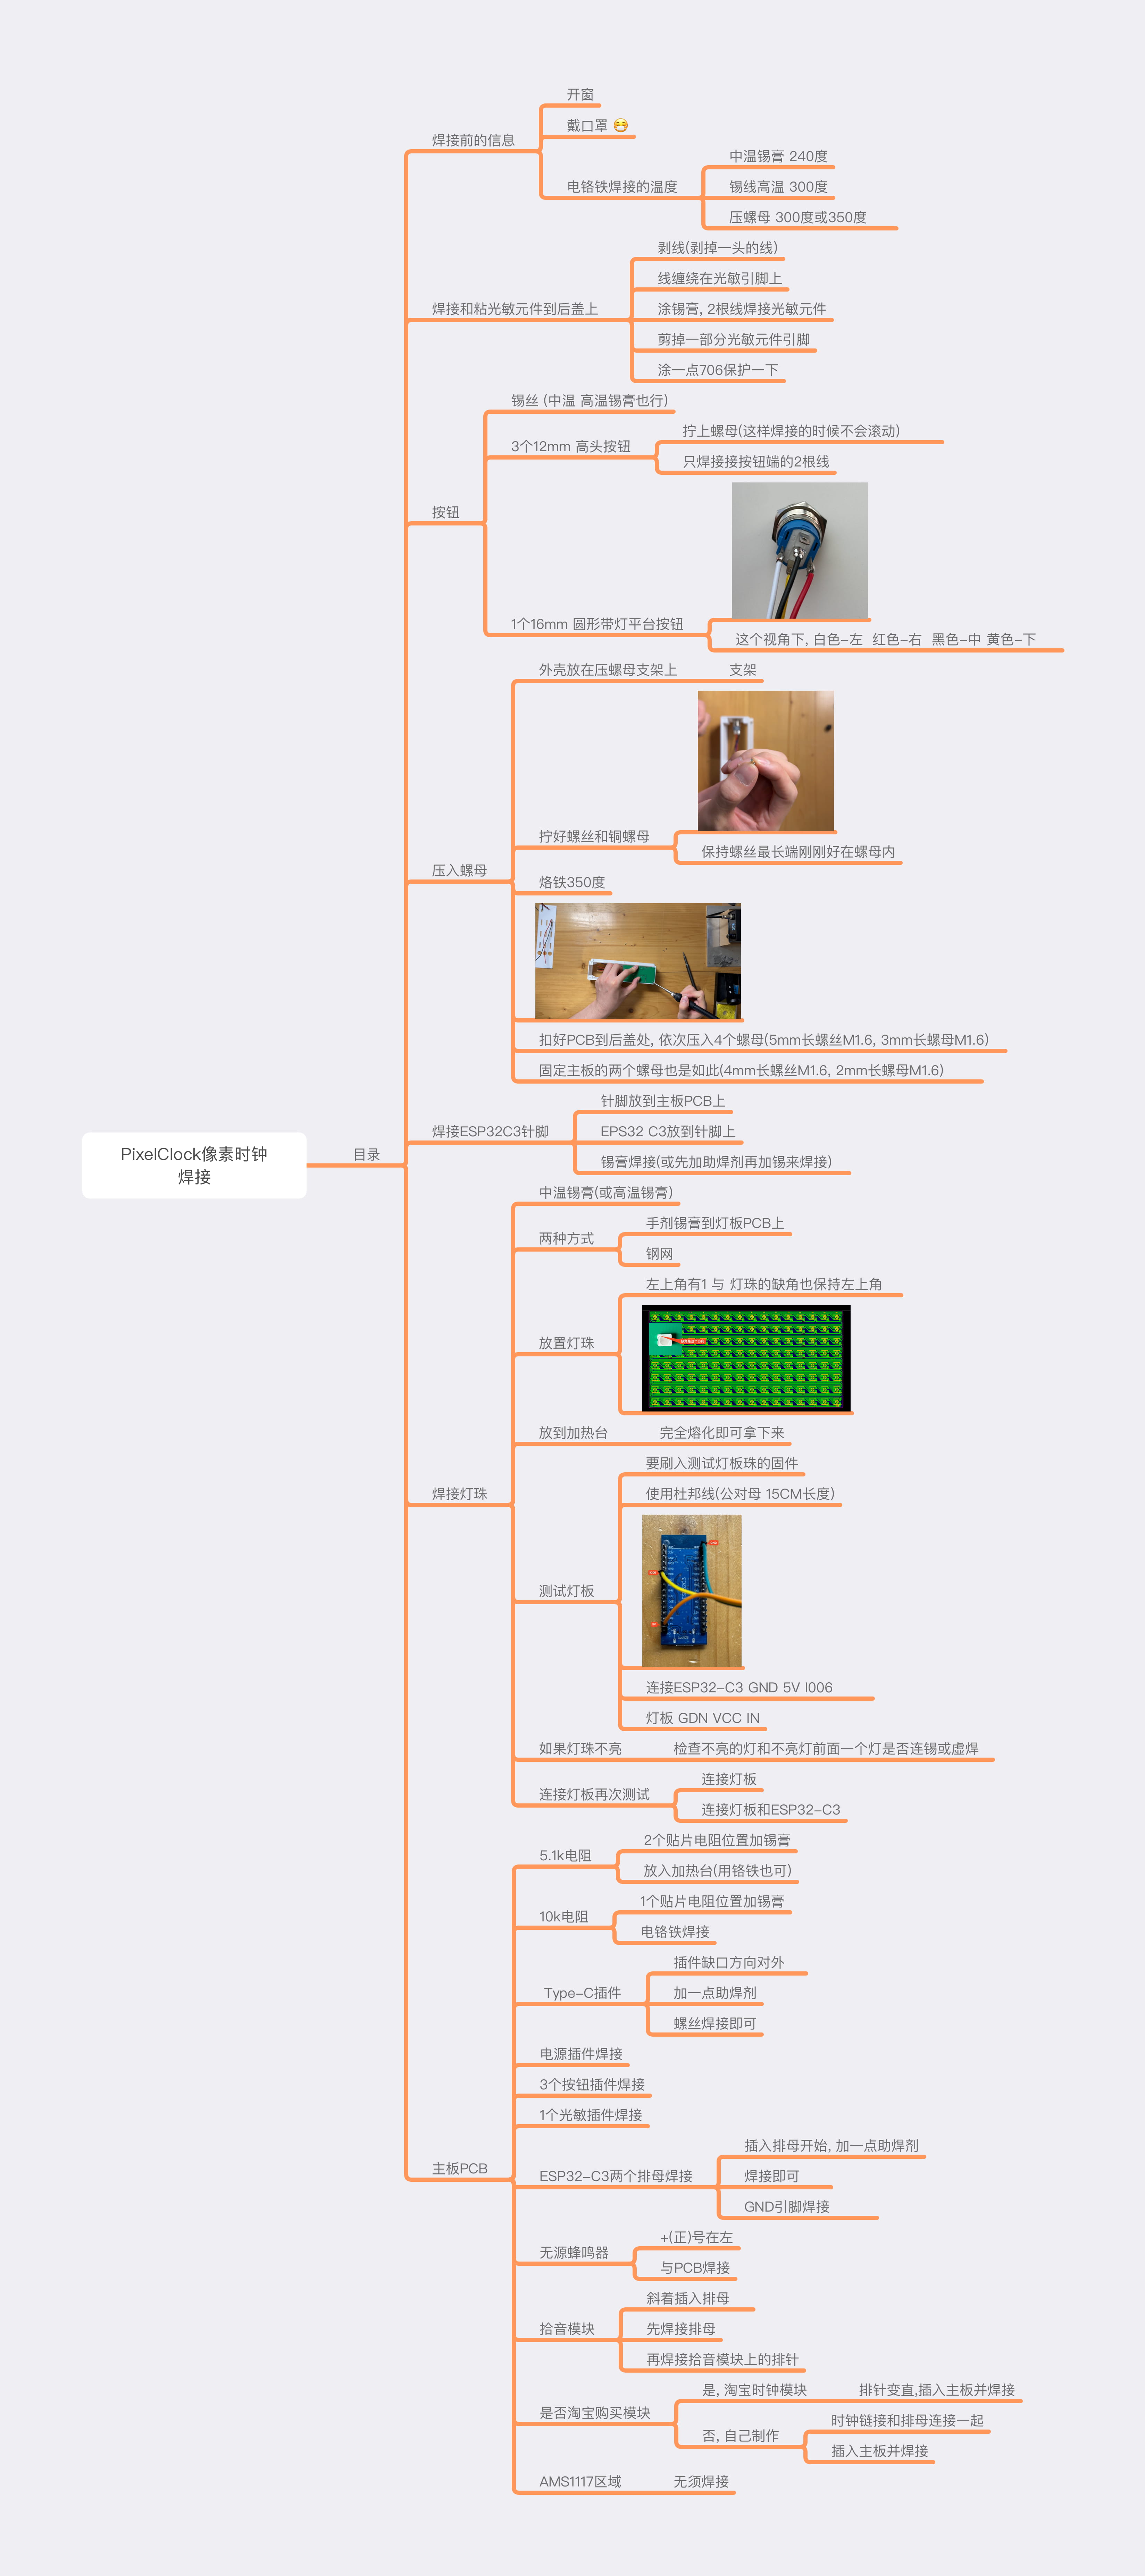 开窗
戴口罩 😷
焊接前的信息
中温锡膏 240度
电铬铁焊接的温度
锡线高温 300度
压螺母 300度或350度
剥线(剥掉一头的线)
线缠绕在光敏引脚上
焊接和粘光敏元件到后盖上
涂锡膏, 2根线焊接光敏元件
剪掉一部分光敏元件引脚
涂一点706保护一下
锡丝 (中温 高温锡膏也行)
拧上螺母(这样焊接的时候不会滚动)
3个12mm 高头按钮
只焊接接按钮端的2根线
按钮
1个16mm 圆形带灯平台按钮
这个视角下, 白色-左 红色-右 黑色-中 黄色-下
外壳放在压螺母支架上
支架
拧好螺丝和铜螺母
保持螺丝最长端刚刚好在螺母内
压入螺母
烙铁350度
扣好PCB到后盖处, 依次压入4个螺母(5mm长螺丝M1.6, 3mm长螺母M1.6)
固定主板的两个螺母也是如此(4mm长螺丝M1.6, 2mm长螺母M1.6)
针脚放到主板PCB上
焊接ESP32C3针脚
EPS32 C3放到针脚上
PixelClock像素时钟
焊接
目录
锡膏焊接(或先加助焊剂再加锡来焊接)
中温锡膏(或高温锡膏)
手剂锡膏到灯板PCB上
两种方式
钢网
左上角有1 与 灯珠的缺角也保持左上角
放置灯珠
放到加热台
完全熔化即可拿下来
要刷入测试灯板珠的固件
焊接灯珠
使用杜邦线(公对母 15CM长度)
测试灯板
连接ESP32-C3 GND 5V I006
灯板 GDN VCC IN
如果灯珠不亮
检查不亮的灯和不亮灯前面一个灯是否连锡或虚焊
连接灯板
连接灯板再次测试
连接灯板和ESP32-C3
2个贴片电阻位置加锡膏
5.1k电阻
放入加热台(用铬铁也可)
1个贴片电阻位置加锡膏
10k电阻
电铬铁焊接
插件缺口方向对外
Type-C插件
加一点助焊剂
螺丝焊接即可
电源插件焊接
3个按钮插件焊接
1个光敏插件焊接
插入排母开始, 加一点助焊剂
主板PCB
ESP32-C3两个排母焊接
焊接即可
GND引脚焊接
+(正)号在左
无源蜂鸣器
与PCB焊接
斜着插入排母
拾音模块
先焊接排母
再焊接拾音模块上的排针
是, 淘宝时钟模块
排针变直,插入主板并焊接
是否淘宝购买模块
时钟链接和排母连接一起
否, 自己制作
插入主板并焊接
AMS1117区域
无须焊接